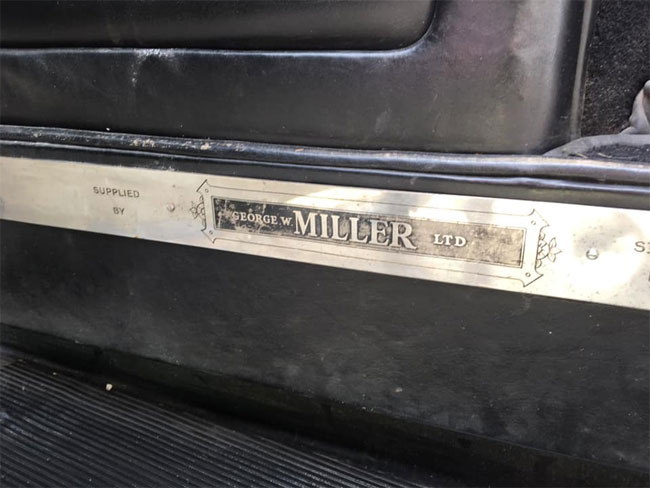 SUPPLIED
BY
GEORGE W. MILLER LTD